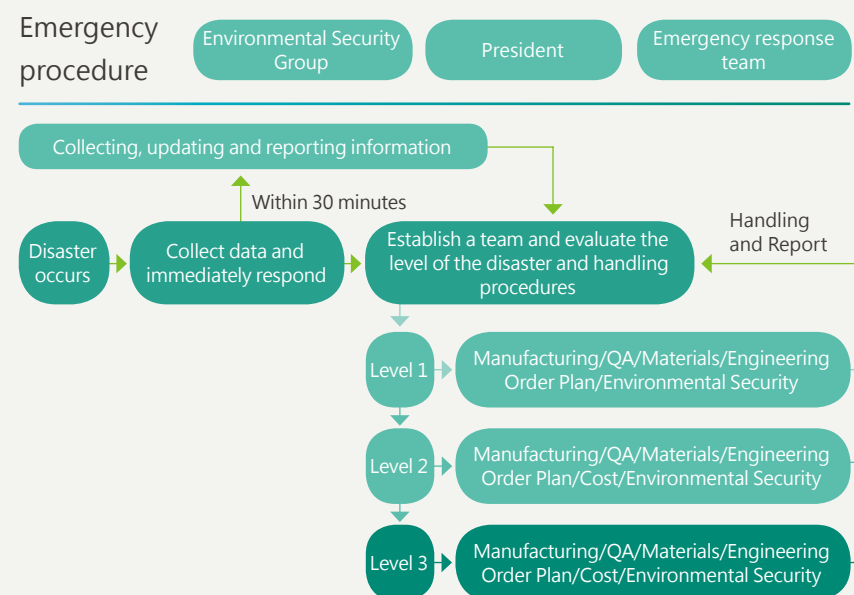 Emergency
procedure
Environmental Security
Group
President
Emergency response
team
Collecting, updating and reporting information
Within 30 minutes
Disaster
occurs
Collect data and
immediately respond
Establish a team and evaluate the
level of the disaster and handling
procedures
Handling
and Report
Level 1
Manufacturing/QA/Materials/Engineering
Order Plan/Environmental Security
Level 2
Manufacturing/QA/Materials/Engineering
Order Plan/Cost/Environmental Security
Level 3
Manufacturing/QA/Materials/Engineering
Order Plan/Cost/Environmental Security